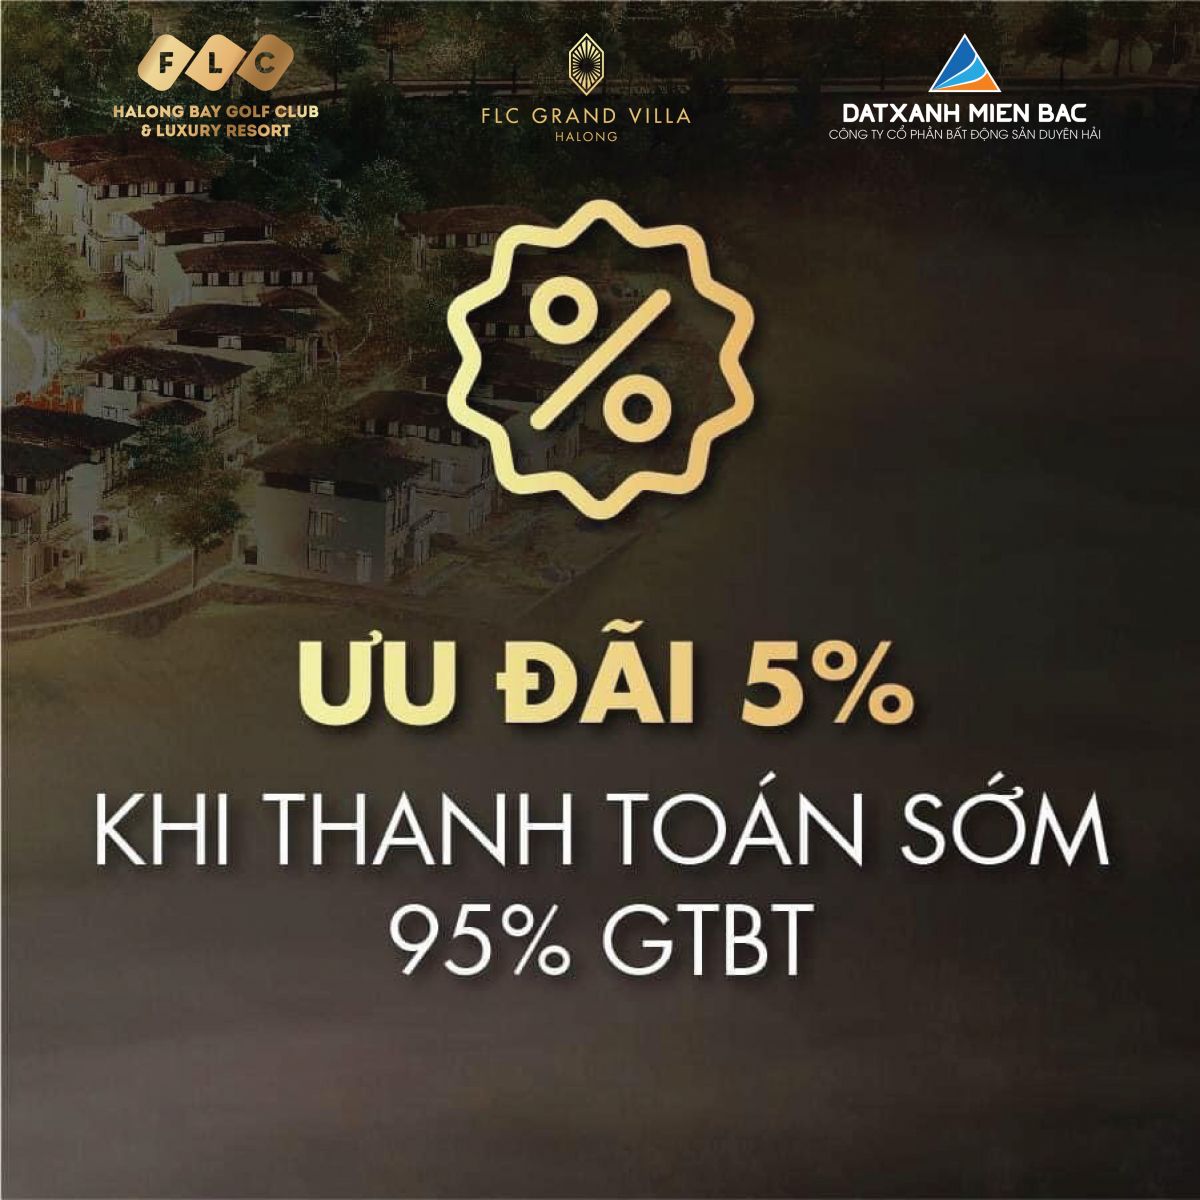 FLC
HALONG BAY GOLF CLUB
& LUXURY RESORT
FLC GRAND VILLA
HALONG
DATXANH MIEN BAC
CÔNG TY CỔ PHẦN BẤT ĐỘNG SẢN DUYÊN HẢI
%
ƯU ĐÃI 5%
KHI THANH TOÁN SỚM
95% GTBT